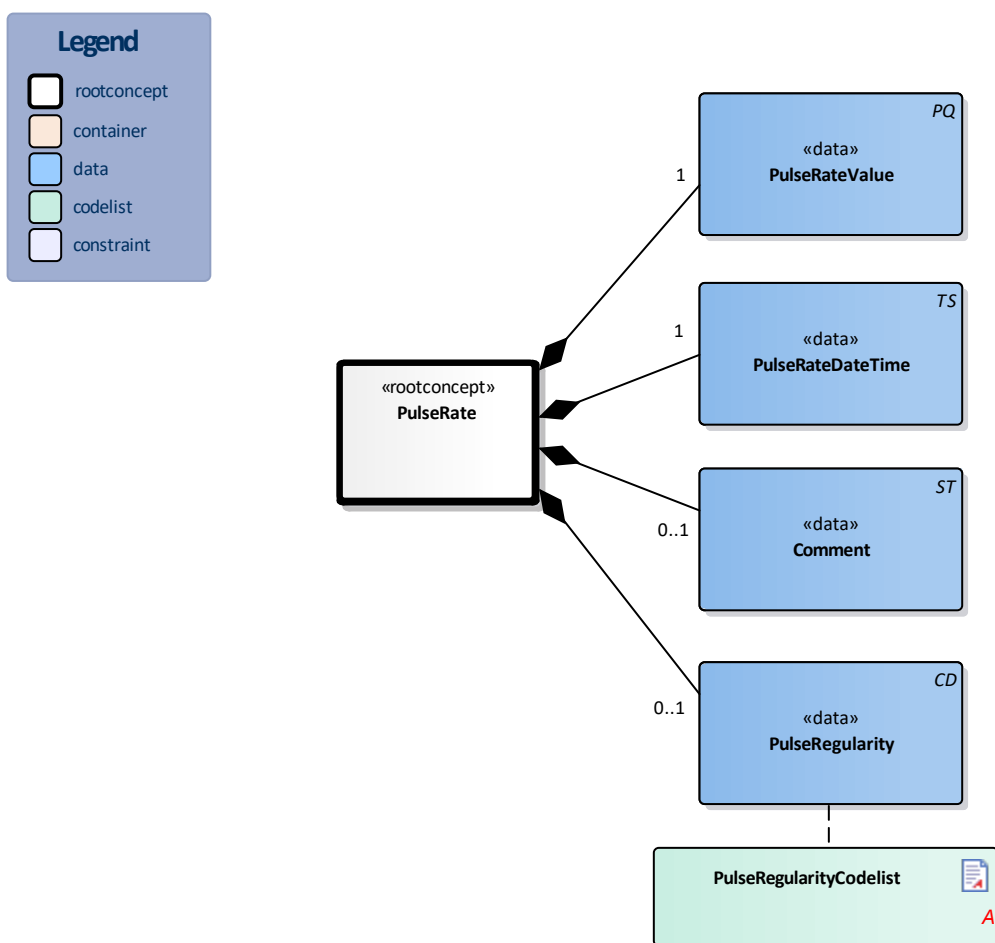 Legend
rootconcept
container
data
codelist
constraint
PQ
«data»
PulseRateValue
1
TS
«data»
PulseRateDateTime
1
«rootconcept»
PulseRate
ST
«data»
Comment
0..1
CD
«data»
PulseRegularity
0..1
PulseRegularityCodelist
A